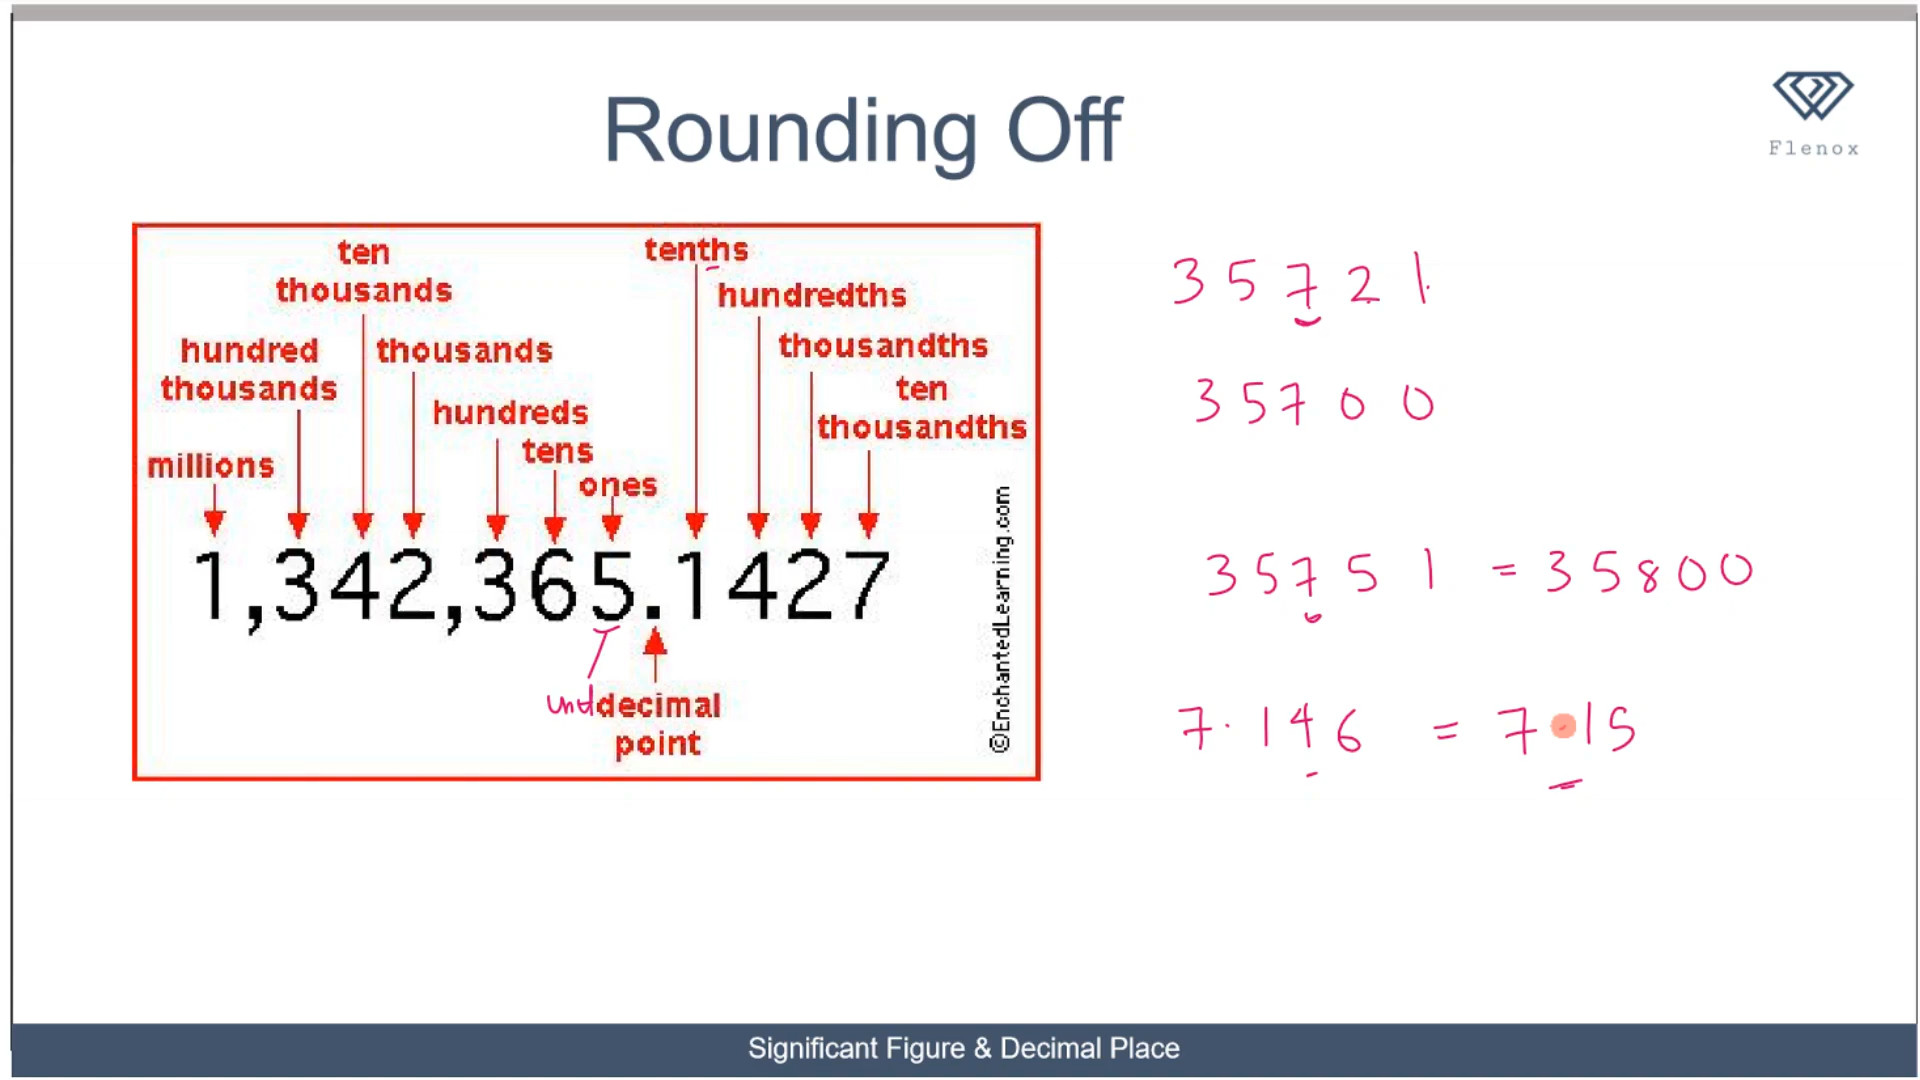 Rounding Off
Flenox
ten
thousands
tenths
hundredths
hundred
thousands
thousands
thousandths
hundreds
ten
thousandths
tens
millions
ones
1,342,365.1427
decimal
point
©EnchantedLearning.com
35721
35700
35751 = 35800
7.146 = 7.15
Significant Figure & Decimal Place